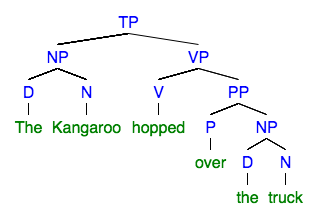 TP
NP VP
D N V PP
The Kangaroo hopped P NP
over D N
the truck